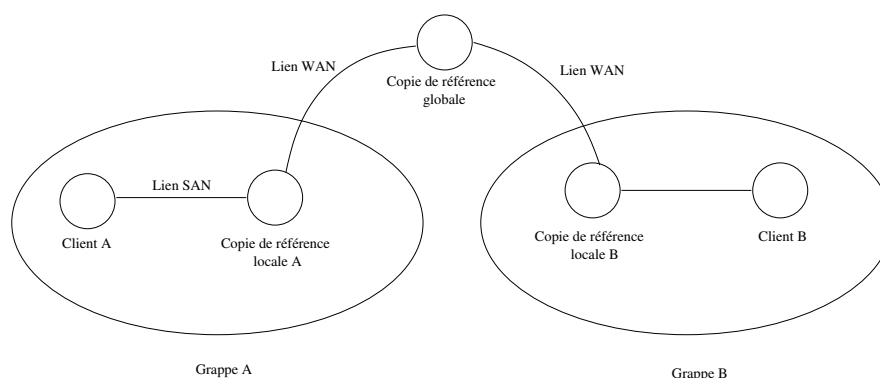 Lien WAN
Lien WAN
Copie de référence
globale
Lien SAN
Client A
Copie de référence
locale A
Copie de référence
locale B
Client B
Grappe A
Grappe B